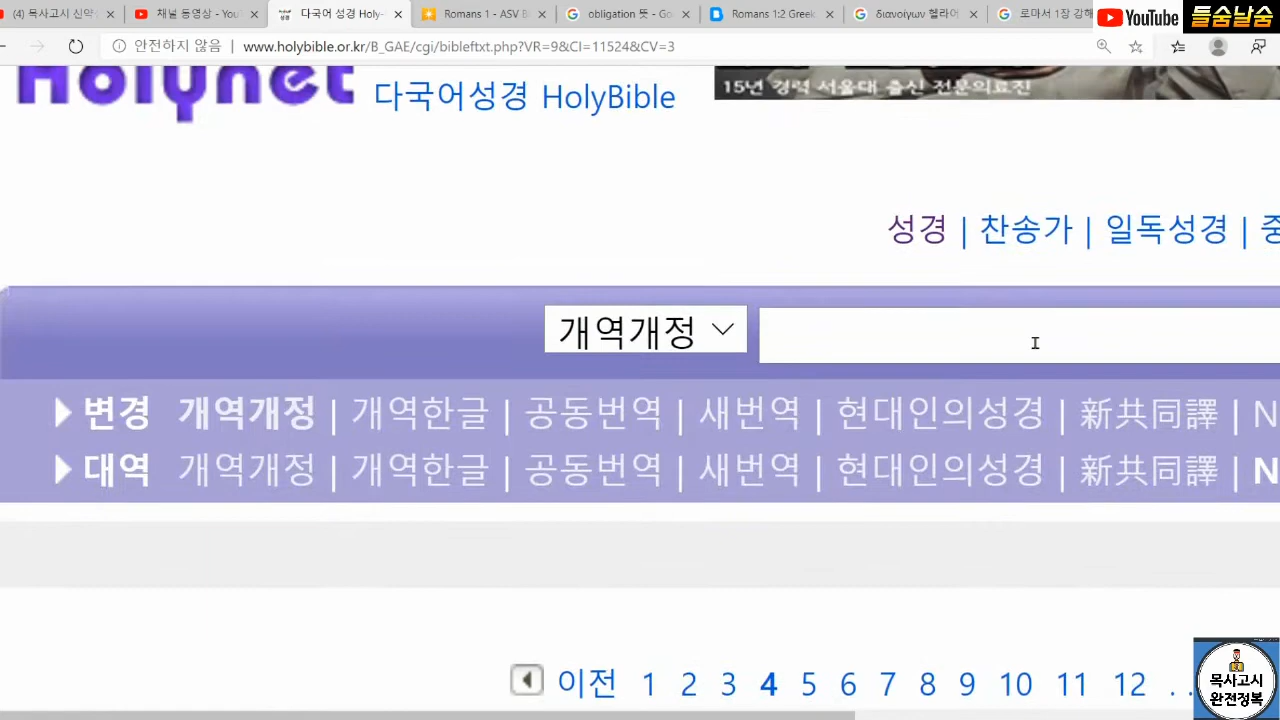 (4) 목사고시 신약
채널 동영상 - You
다국어 성경 Holy-
Romans 1
obligation 뜻 - Go
Romans 1:2 Greek
διανοίγων 헬라어
로마서 1장 강해
YouTube
들숨날숨
안전하지 않음 | www.holybible.or.kr/B_GAE/cgi/bibleftxt.php?VR=9&CI=11524&CV=3
Holynet
다국어성경 HolyBible
15년 경력 서울대 출신 전문의료진
성경 | 찬송가 | 일독성경 | 중
개역개정
▶ 변경 개역개정 | 개역한글 | 공동번역 | 새번역 | 현대인의성경 | 新共同譯 | N
▶ 대역 개역개정 | 개역한글 | 공동번역 | 새번역 | 현대인의성경 | 新共同譯 | N
이전 1 2 3 4 5 6 7 8 9 10 11 12 . .
목사고시
완전정복